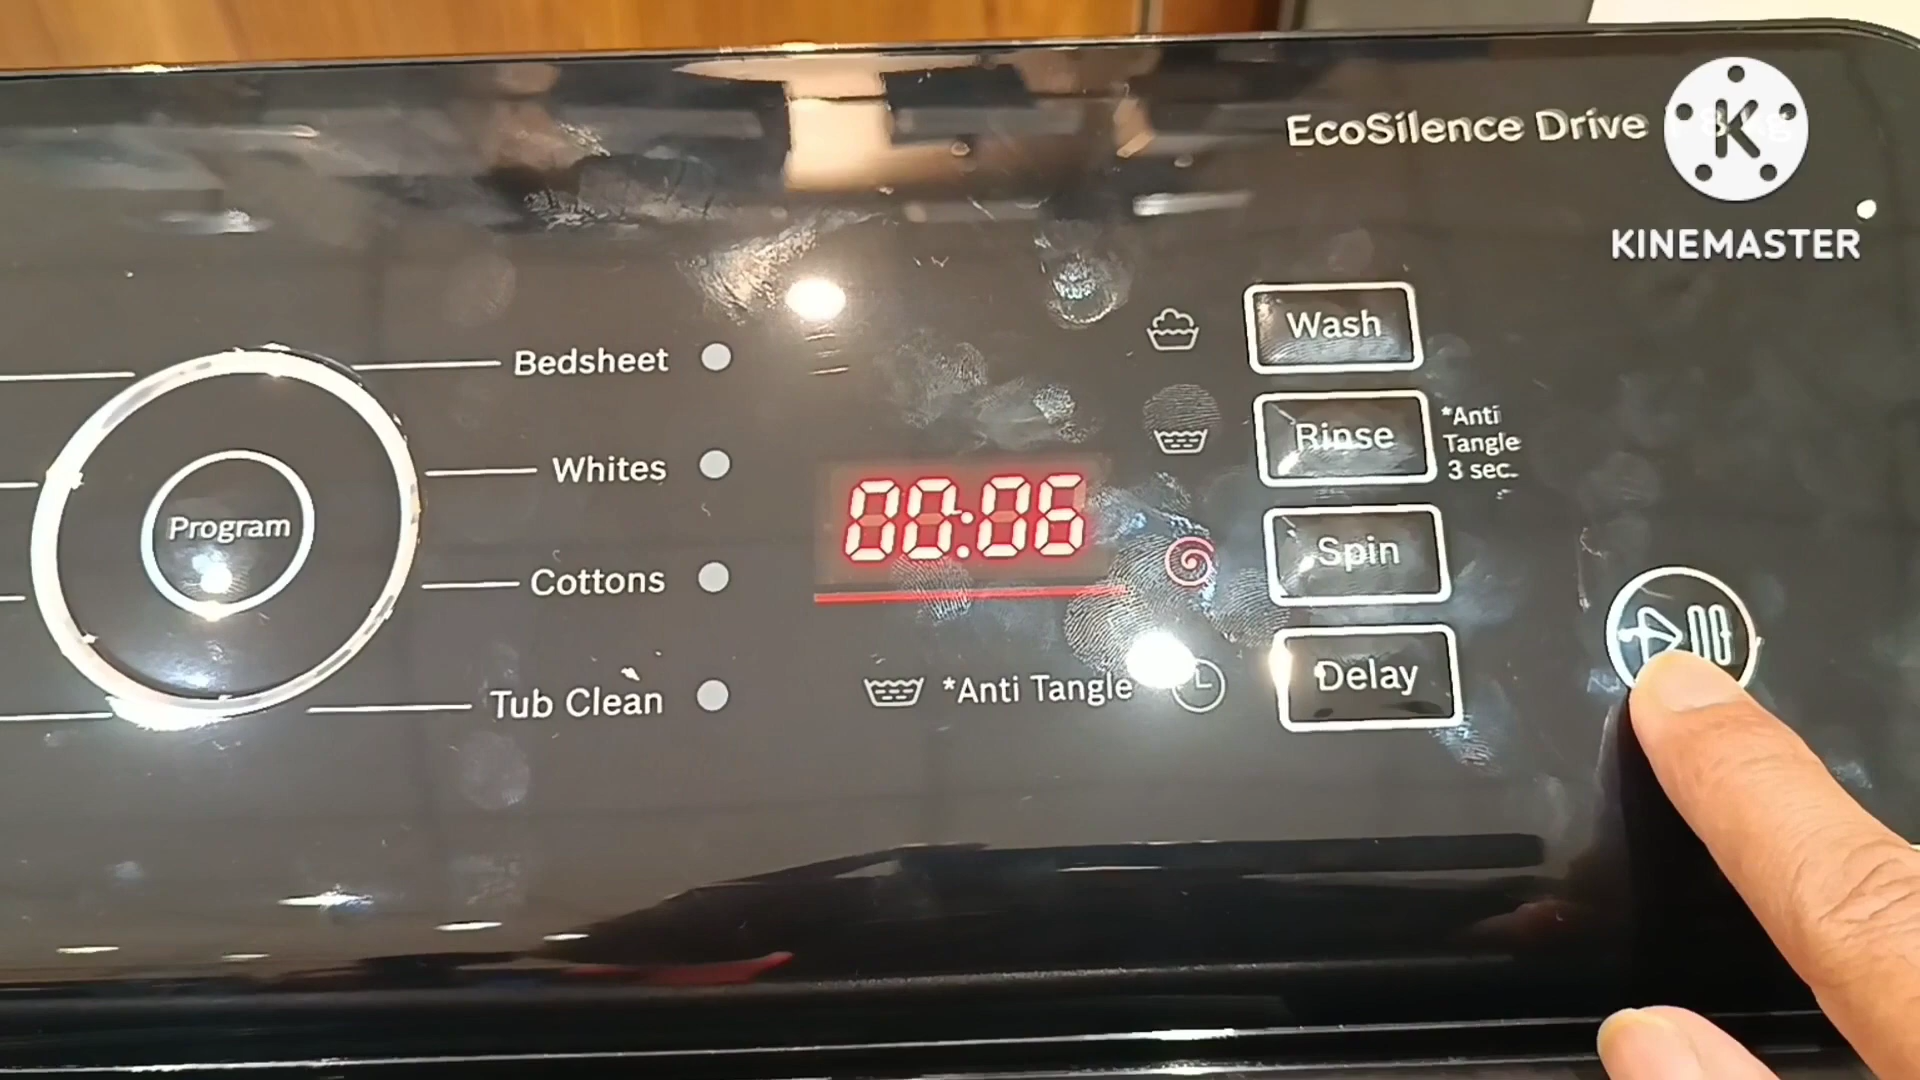 EcoSilence Drive
KINEMASTER
Bedsheet
Whites
Cottons
Tub Clean
Program
00:06
*Anti Tangle
Wash
Rinse
*Anti
Tangle
3 sec.
Spin
Delay